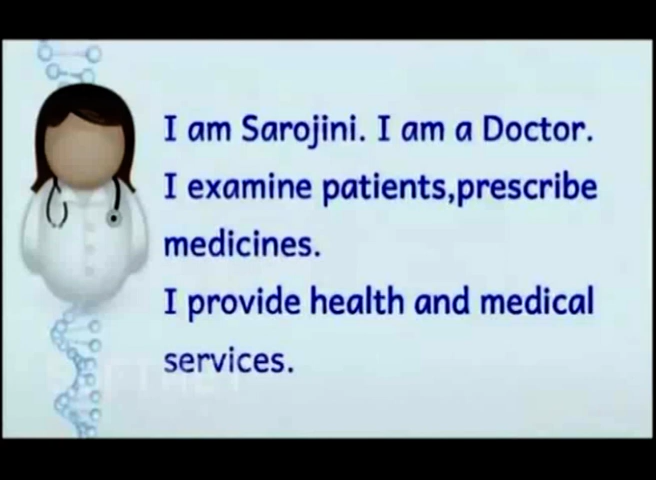 I am Sarojini. I am a Doctor.
I examine patients,prescribe
medicines.
I provide health and medical
services.